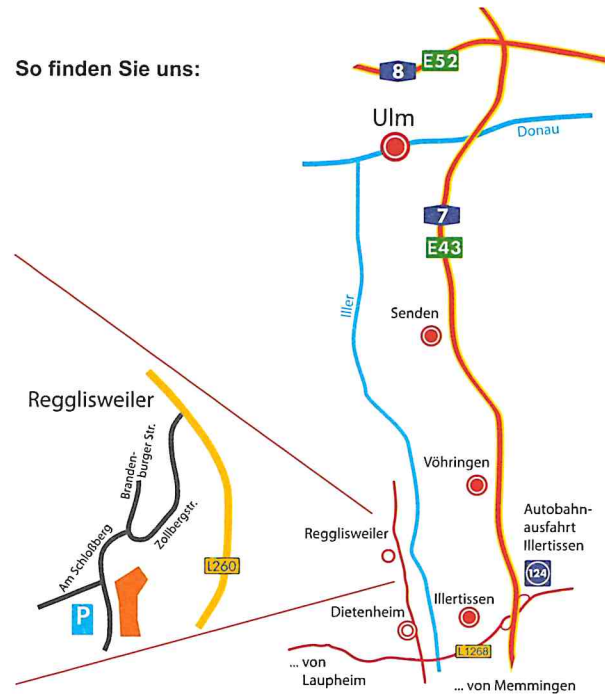 So finden Sie uns:
8
E52
Ulm
Donau
7
E43
Iller
Senden
Regglisweiler
Branden-
burger Str.
Zollbergstr.
Am Schloßberg
L260
P
Vöhringen
Autobahn-
ausfahrt
Illertissen
124
Regglisweiler
Dietenheim
Illertissen
L1268
... von
Laupheim
... von Memmingen